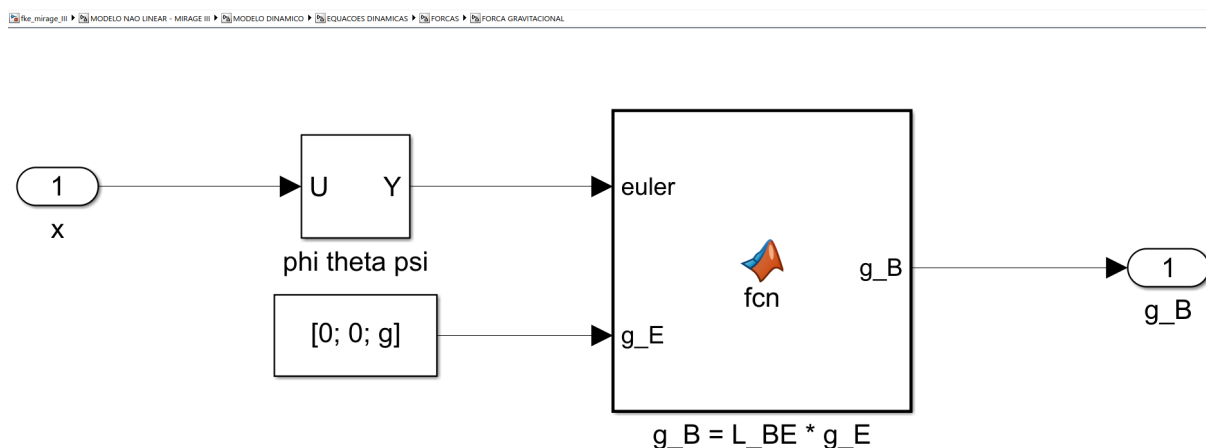 fke_mirage_III ▶ MODELO NAO LINEAR - MIRAGE III ▶ MODELO DINAMICO ▶ EQUACOES DINAMICAS ▶ FORCAS ▶ FORCA GRAVITACIONAL
1
x
U Y
phi theta psi
[0; 0; g]
euler
g_E
fcn
g_B
g_B = L_BE * g_E
1
g_B